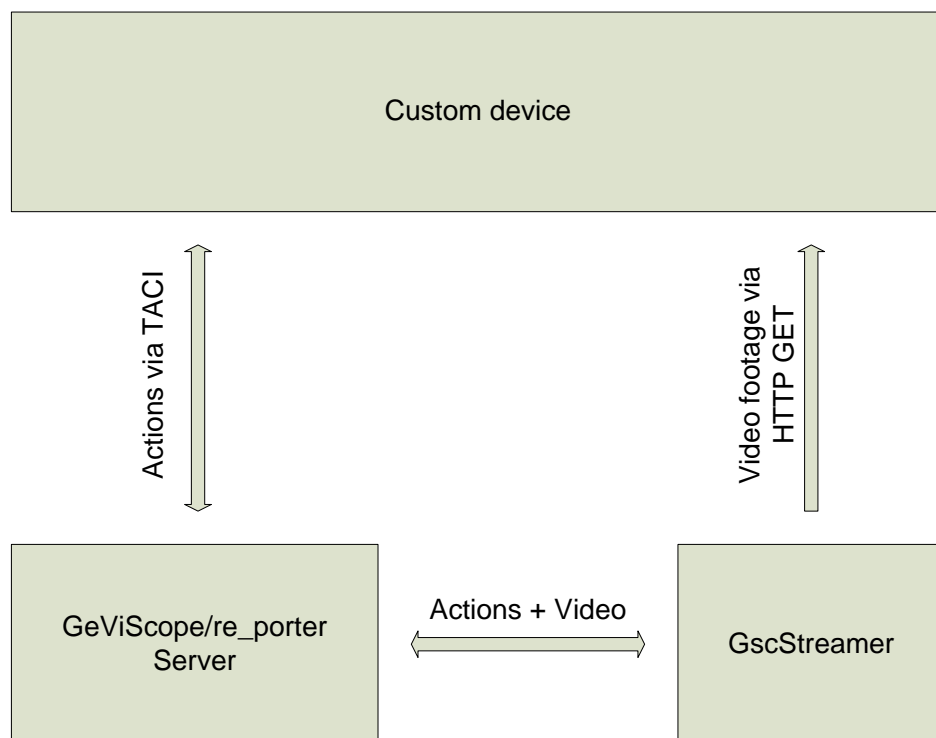 Custom device
Actions via TACI
Video footage via
HTTP GET
Actions + Video
GeViScope/re_porter
Server
GscStreamer